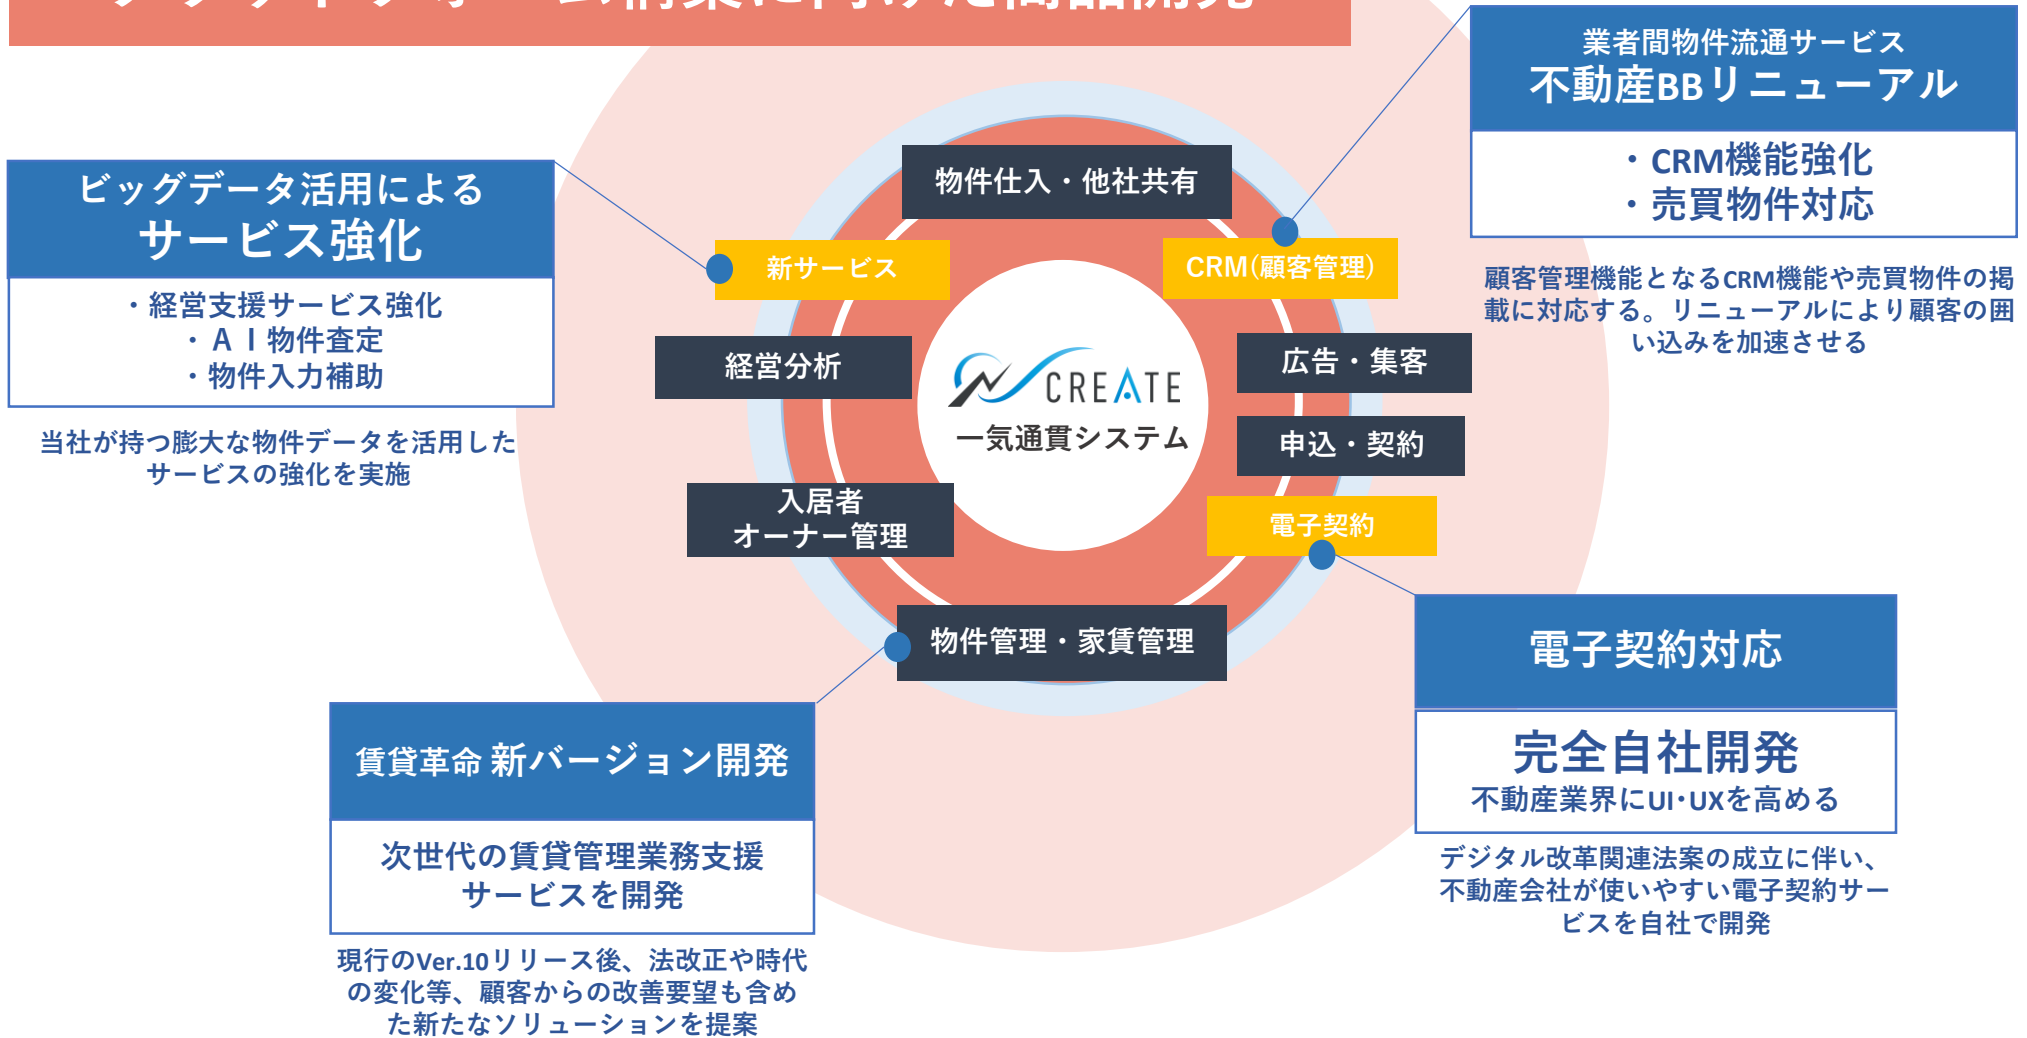 プラットフォーム構築に向けた商品開発
業者間物件流通サービス
不動産BBリニューアル
・CRM機能強化
・売買物件対応
顧客管理機能となるCRM機能や売買物件の掲
載に対応する。リニューアルにより顧客の囲
い込みを加速させる
ビッグデータ活用による
サービス強化
・経営支援サービス強化
・ＡＩ物件査定
・物件入力補助
当社が持つ膨大な物件データを活用した
サービスの強化を実施
物件仕入・他社共有
新サービス
CRM(顧客管理)
経営分析
広告・集客
CREATE
一気通貫システム
申込・契約
入居者
オーナー管理
電子契約
物件管理・家賃管理
電子契約対応
完全自社開発
不動産業界にUI･UXを高める
デジタル改革関連法案の成立に伴い、
不動産会社が使いやすい電子契約サー
ビスを自社で開発
賃貸革命 新バージョン開発
次世代の賃貸管理業務支援
サービスを開発
現行のVer.10リリース後、法改正や時代
の変化等、顧客からの改善要望も含め
た新たなソリューションを提案